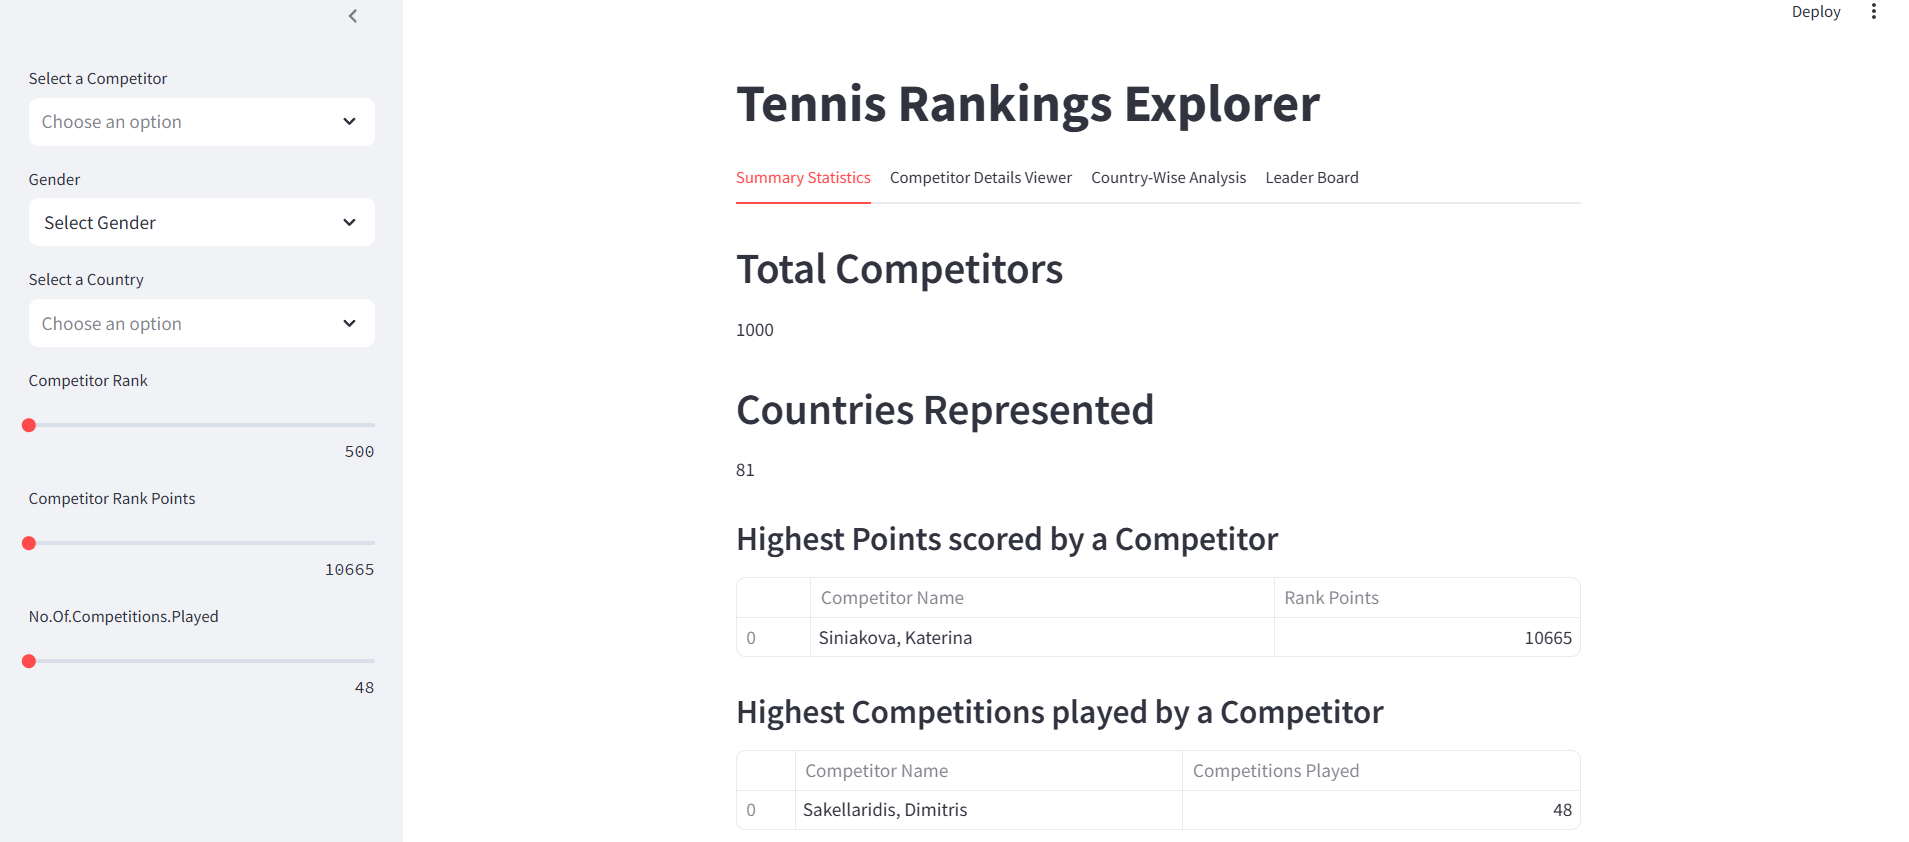 Deploy
Select a Competitor
Choose an option
Gender
Select Gender
Select a Country
Choose an option
Competitor Rank
500
Competitor Rank Points
10665
No.Of.Competitions.Played
48
Tennis Rankings Explorer
Summary Statistics Competitor Details Viewer Country-Wise Analysis Leader Board
Total Competitors
1000
Countries Represented
81
Highest Points scored by a Competitor
Competitor Name Rank Points
0 Siniakova, Katerina 10665
Highest Competitions played by a Competitor
Competitor Name Competitions Played
0 Sakellaridis, Dimitris 48